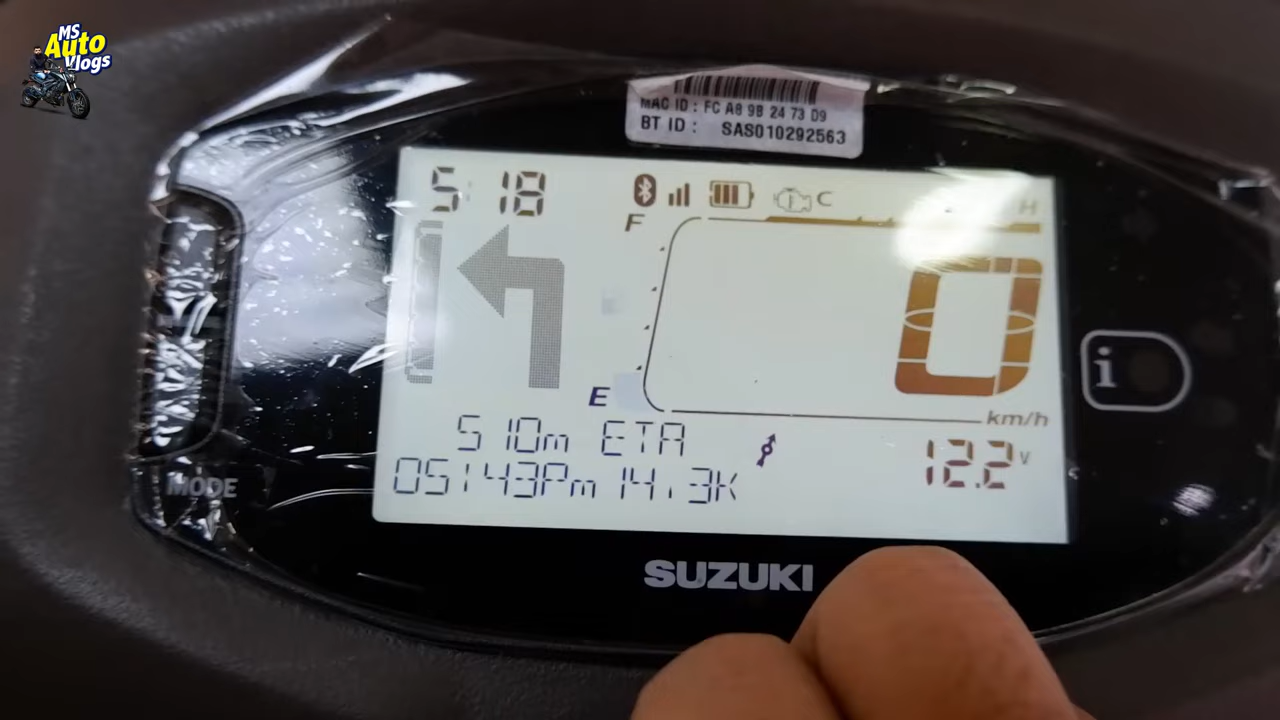 MS
Auto
Vlogs
MAC ID : FC A8 9B 24 73 D9
BT ID : SAS010292563
5:18
C
H
F
0
i
E
km/h
510m ETA
12.2 V
05:43Pm 14.3K
MODE
SUZUKI